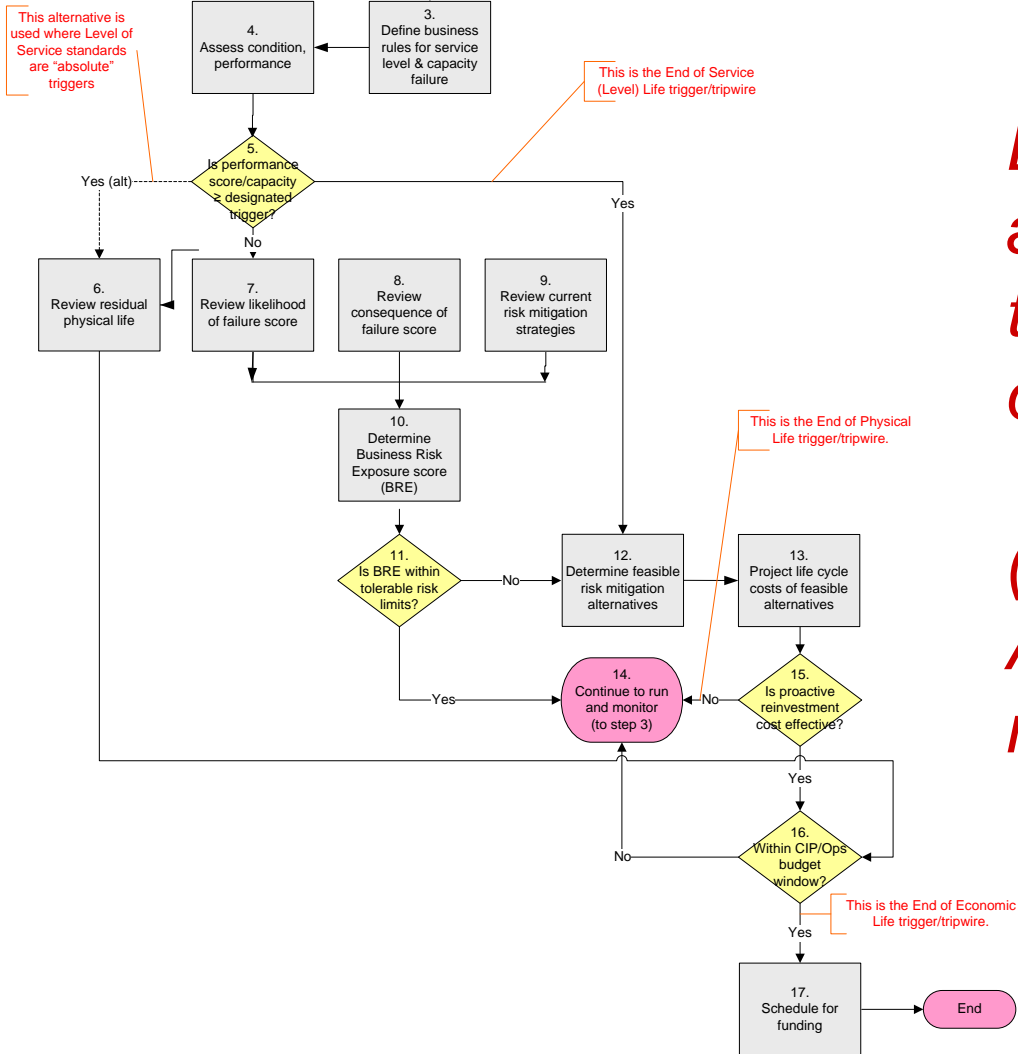 This alternative is
used where Level of
Service standards
are “absolute”
triggers
4.
Assess condition,
performance
3.
Define business
rules for service
level & capacity
failure
This is the End of Service
(Level) Life trigger/tripwire
5.
Is performance
score/capacity
≥ designated
trigger?
Yes (alt)
Yes
No
6.
Review residual
physical life
7.
Review likelihood
of failure score
8.
Review
consequence of
failure score
9.
Review current
risk mitigation
strategies
10.
Determine
Business Risk
Exposure score
(BRE)
This is the End of Physical
Life trigger/tripwire.
11.
Is BRE within
tolerable risk
limits?
No
12.
Determine feasible
risk mitigation
alternatives
13.
Project life cycle
costs of feasible
alternatives
Yes
14.
Continue to run
and monitor
(to step 3)
No
15.
Is proactive
reinvestment
cost effective?
Yes
16.
Within CIP/Ops
budget
window?
No
This is the End of Economic
Life trigger/tripwire.
Yes
17.
Schedule for
funding
End